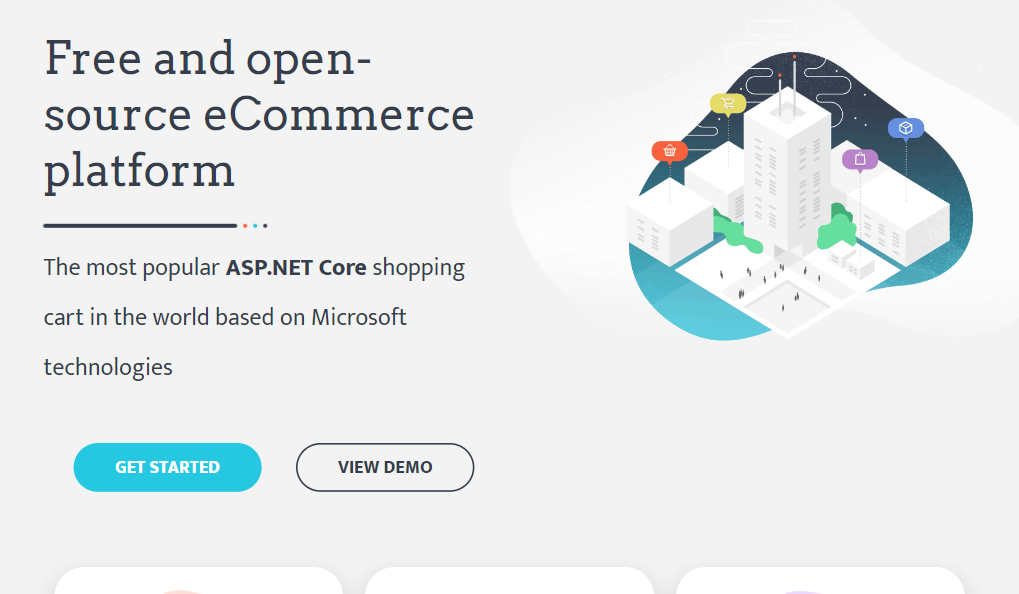 Free and open-
source eCommerce
platform
The most popular ASP.NET Core shopping
cart in the world based on Microsoft
technologies
GET STARTED
VIEW DEMO